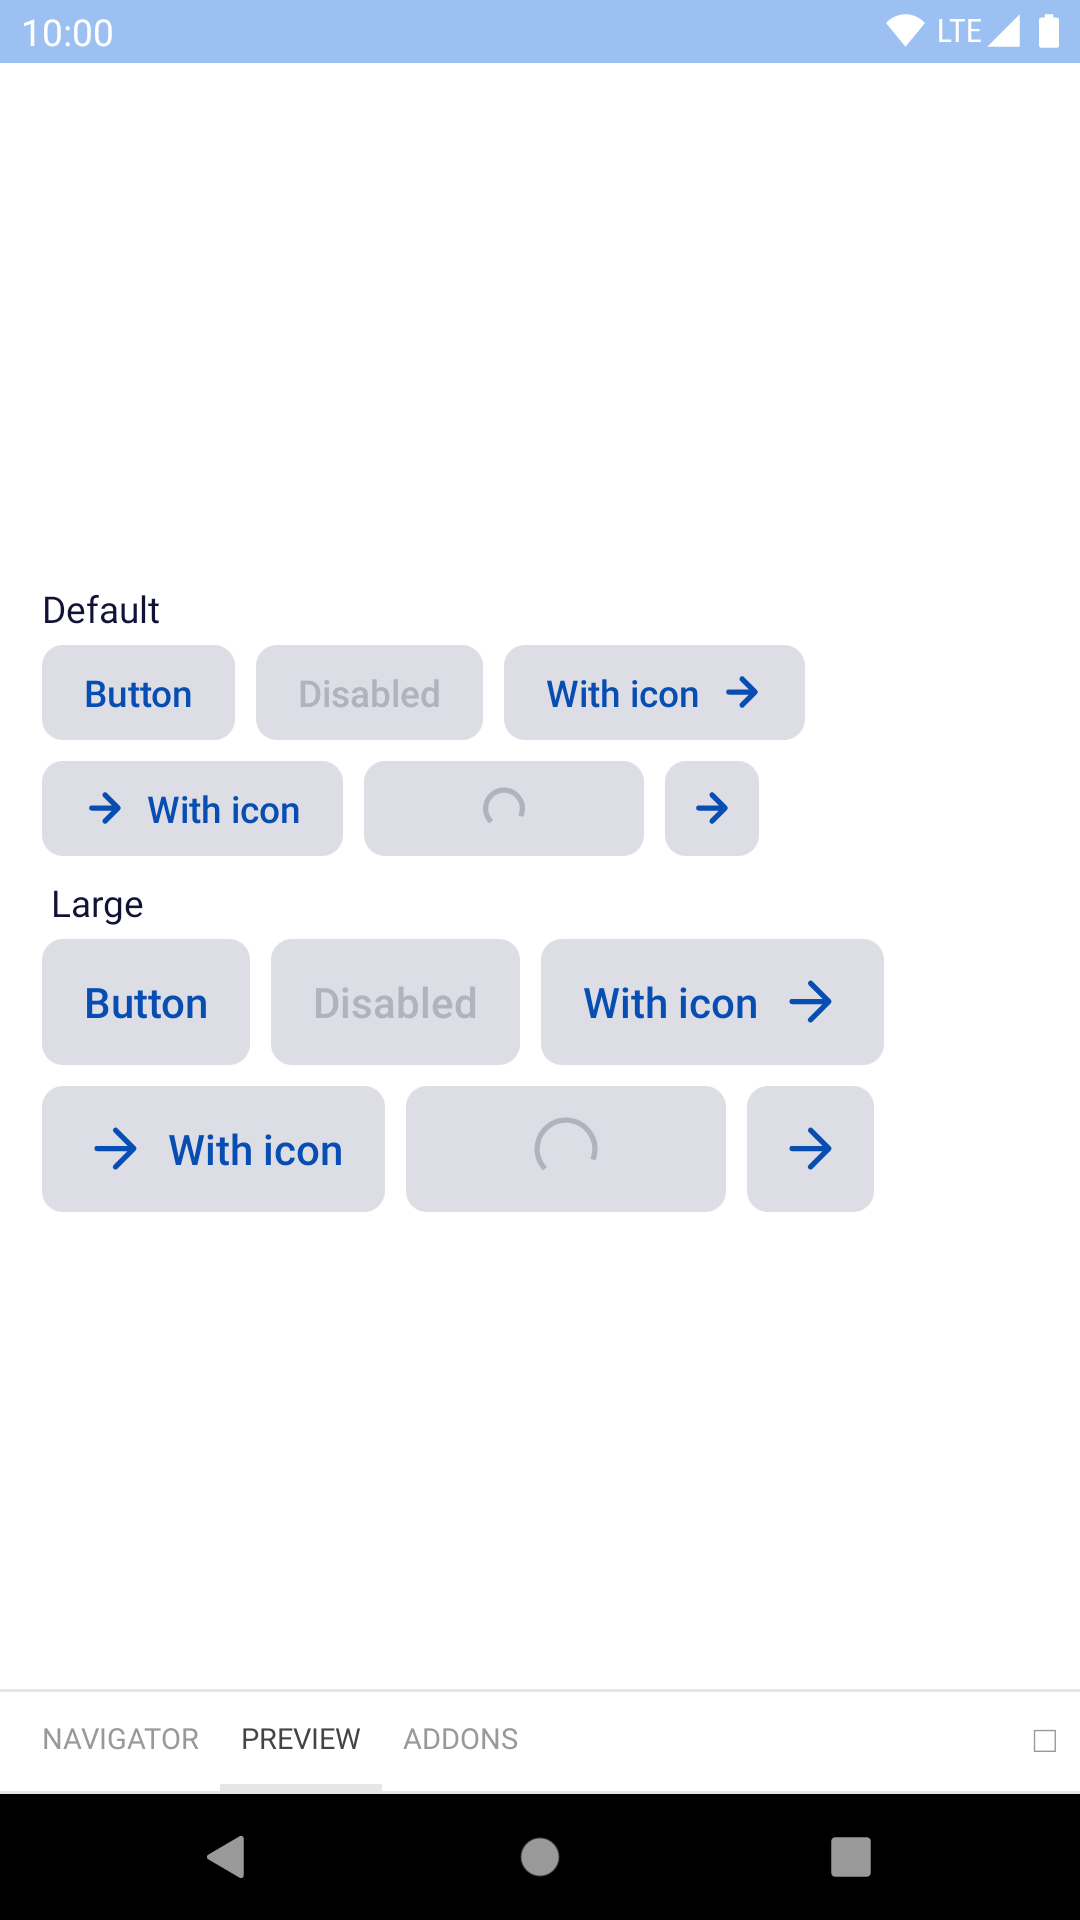 10:00 LTE
Default
Button Disabled With icon
With icon
Large
Button Disabled With icon
With icon
NAVIGATOR PREVIEW ADDONS